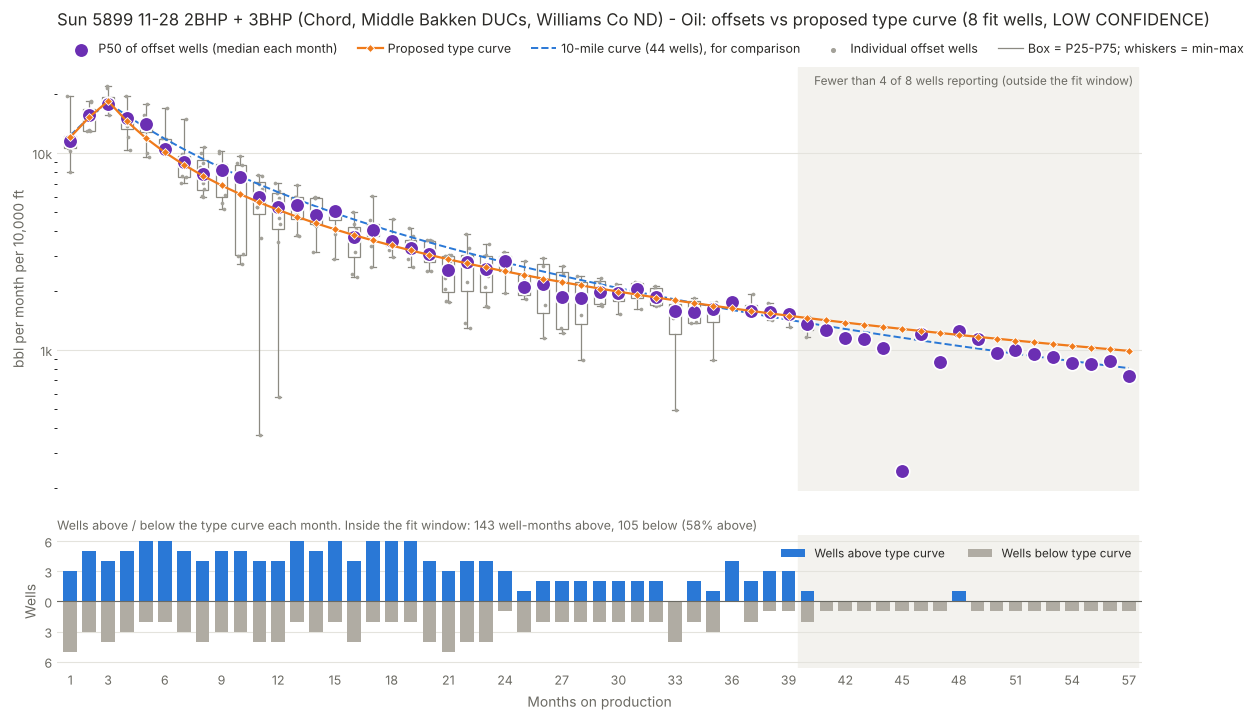 Sun 5899 11-28 2BHP + 3BHP (Chord, Middle Bakken DUCs, Williams Co ND) - Oil: offsets vs proposed type curve (8 fit wells, LOW CONFIDENCE)
P50 of offset wells (median each month) Proposed type curve 10-mile curve (44 wells), for comparison Individual offset wells Box = P25-P75; whiskers = min-max
Fewer than 4 of 8 wells reporting (outside the fit window)
10k
1k
bbl per month per 10,000 ft
Wells above / below the type curve each month. Inside the fit window: 143 well-months above, 105 below (58% above)
Wells above type curve Wells below type curve
6
3
0
3
6
Wells
1 3 6 9 12 15 18 21 24 27 30 33 36 39 42 45 48 51 54 57
Months on production